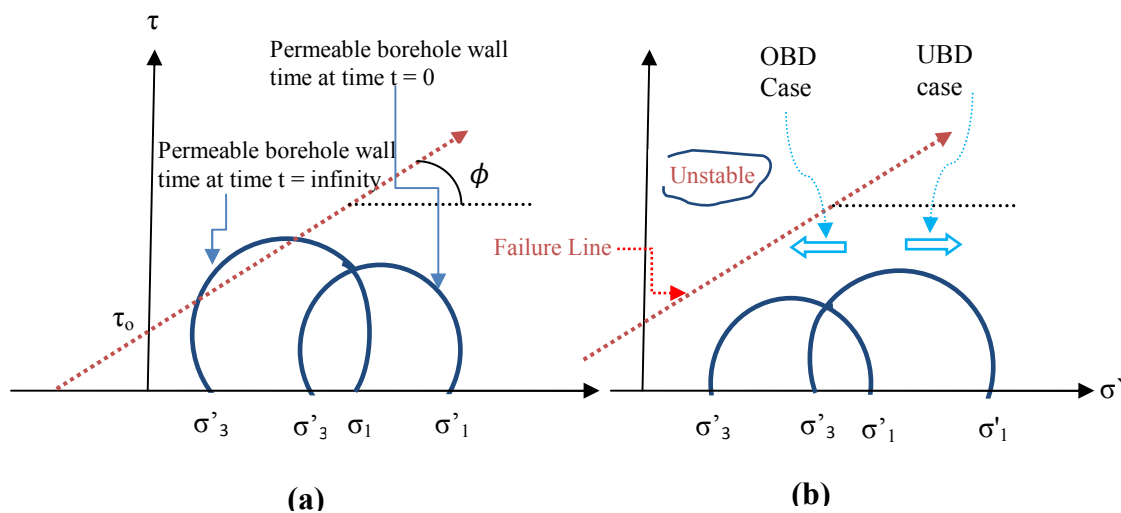 τ
Permeable borehole wall
time at time t = 0
Permeable borehole wall
time at time t = infinity
ϕ
τo
σ’3
σ’3
σ1
σ’1
(a)
OBD
Case
UBD
case
Unstable
Failure Line
σ’3
σ’3
σ’1
σ'1
σ‘
(b)